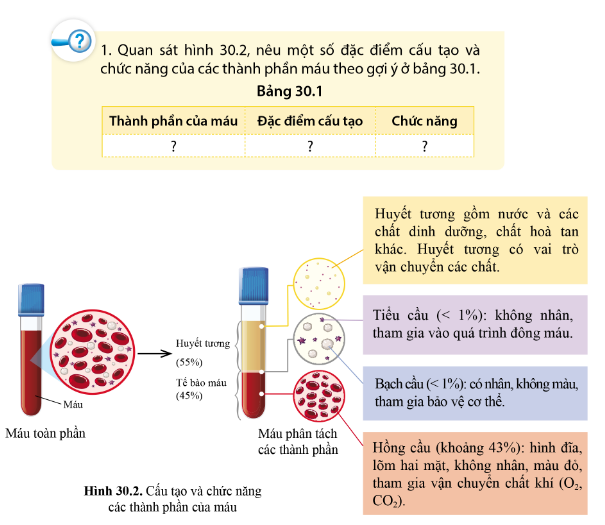 1. Quan sát hình 30.2, nêu một số đặc điểm cấu tạo và
chức năng của các thành phần máu theo gợi ý ở bảng 30.1.
Bảng 30.1
Thành phần của máu Đặc điểm cấu tạo Chức năng
? ? ?
Huyết tương gồm nước và các
chất dinh dưỡng, chất hoà tan
khác. Huyết tương có vai trò
vận chuyển các chất.
Tiểu cầu (< 1%): không nhân,
tham gia vào quá trình đông máu.
Huyết tương
(55%)
Tế bào máu
(45%)
Bạch cầu (< 1%): có nhân, không màu,
tham gia bảo vệ cơ thể.
Máu
Máu toàn phần
Máu phân tách
các thành phần
Hồng cầu (khoảng 43%): hình đĩa,
lõm hai mặt, không nhân, màu đỏ,
tham gia vận chuyển chất khí (O₂,
CO₂).
Hình 30.2. Cấu tạo và chức năng
các thành phần của máu